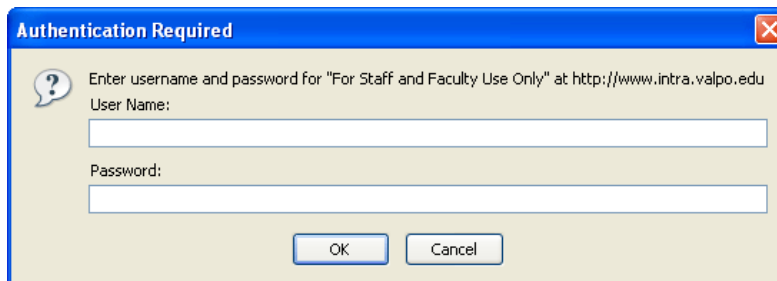 Authentication Required
Enter username and password for "For Staff and Faculty Use Only" at http://www.intra.valpo.edu
User Name:
Password:
OK Cancel